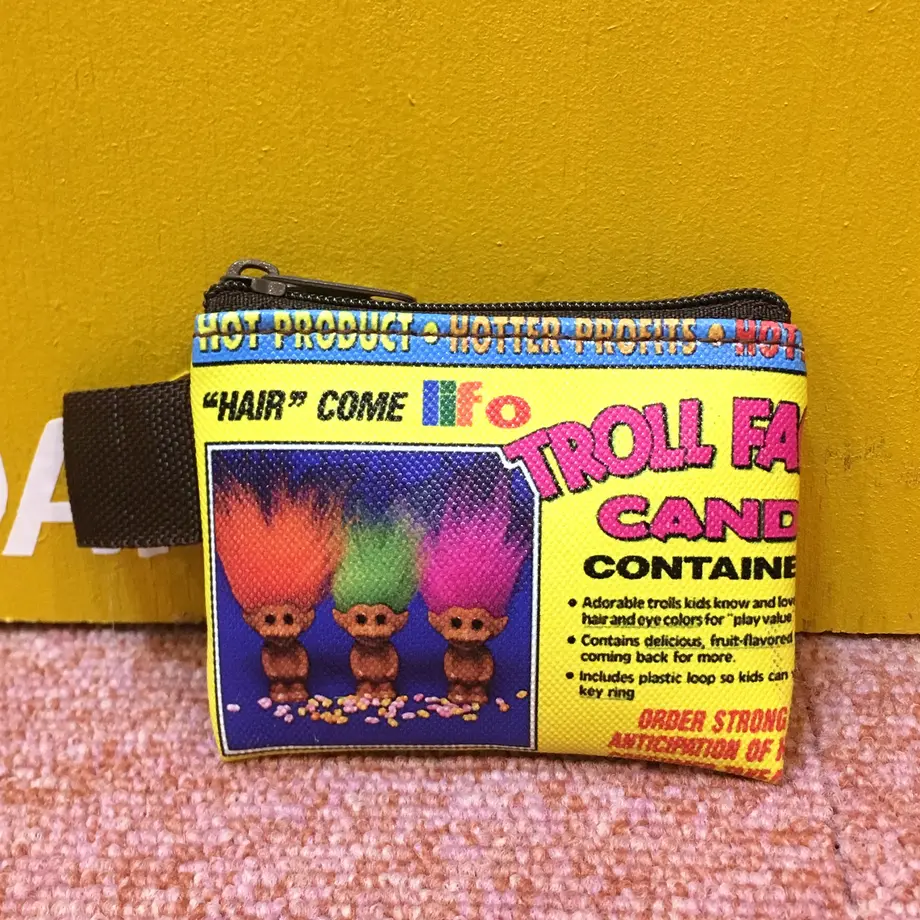 HOT PRODUCT • HOTTER PROFITS • HOT
"HAIR" COME lifo
TROLL FA
CAND
CONTAINE
• Adorable trolls kids know and lov
hair and eye colors for "play value
• Contains delicious, fruit-flavored
coming back for more.
• Includes plastic loop so kids can
key ring
ORDER STRONG
ANTICIPATION OF
DA